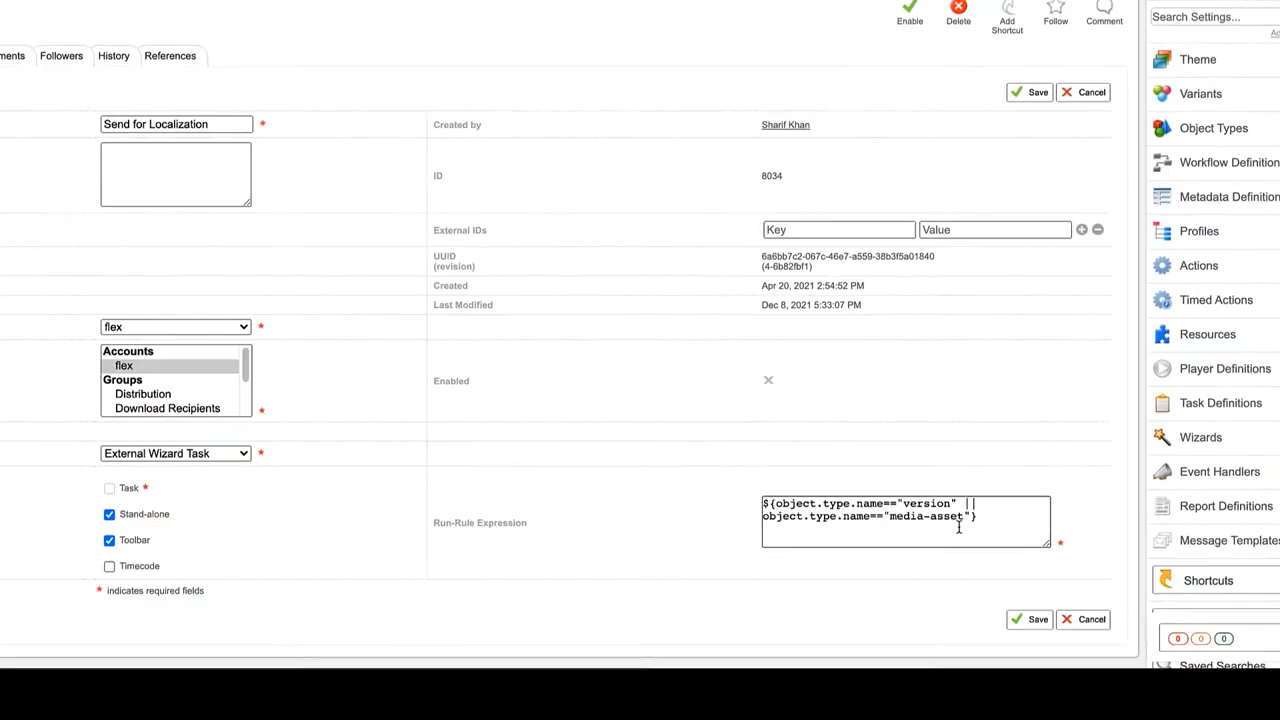 Enable
Delete
Add
Shortcut
Follow
Comment
Search Settings...
ments
Followers
History
References
Save
Cancel
Send for Localization *
Created by
Sharif Khan
ID
8034
External IDs
Key
Value
UUID
(revision)
6a6bb7c2-067c-46e7-a559-38b3f5a01840
(4-6b82fbf1)
Created
Apr 20, 2021 2:54:52 PM
Last Modified
Dec 8, 2021 5:33:07 PM
flex *
Accounts
flex
Groups
Distribution
Download Recipients *
Enabled
External Wizard Task *
Task *
Stand-alone
Toolbar
Timecode
Run-Rule Expression
${object.type.name=="version" ||
object.type.name=="media-asset"}
*
* indicates required fields
Save
Cancel
Theme
Variants
Object Types
Workflow Definition
Metadata Definition
Profiles
Actions
Timed Actions
Resources
Player Definitions
Task Definitions
Wizards
Event Handlers
Report Definitions
Message Templates
Shortcuts
0 0 0
Saved Searches